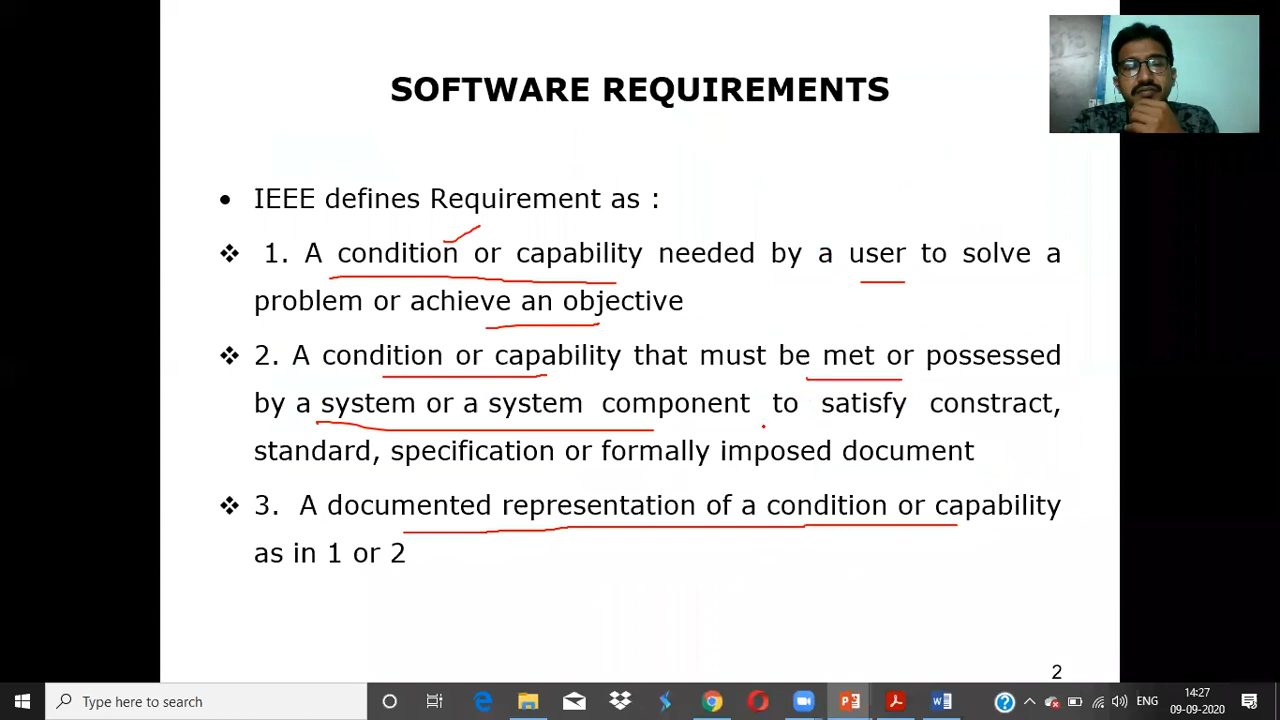 SOFTWARE REQUIREMENTS
• IEEE defines Requirement as :
❖ 1. A condition or capability needed by a user to solve a
problem or achieve an objective
❖ 2. A condition or capability that must be met or possessed
by a system or a system component to satisfy constract,
standard, specification or formally imposed document
❖ 3. A documented representation of a condition or capability
as in 1 or 2
2
Type here to search
ENG
14:27
09-09-2020